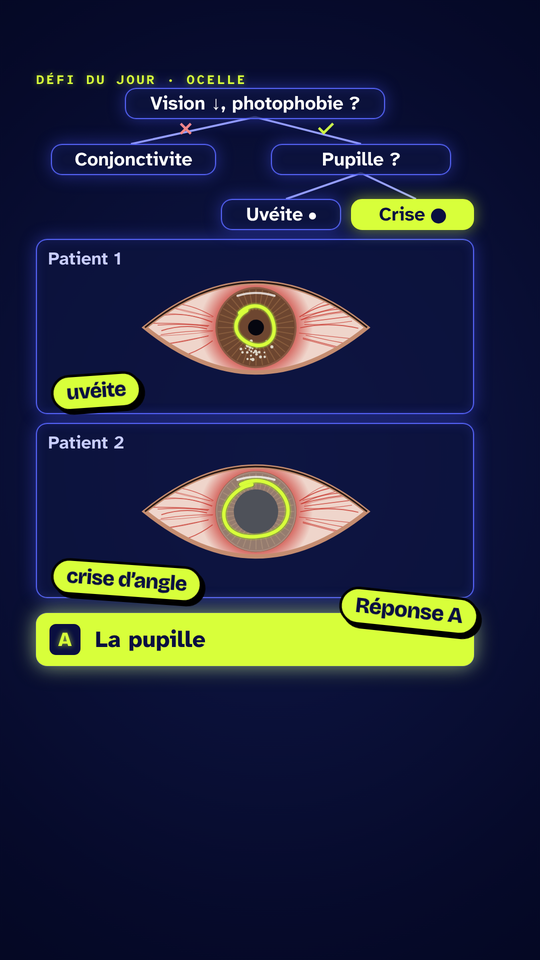 DÉFI DU JOUR · OCELLE
Vision ↓, photophobie ?
Conjonctivite
Pupille ?
Uvéite
Crise
Patient 1
uvéite
Patient 2
crise d'angle
Réponse A
A La pupille